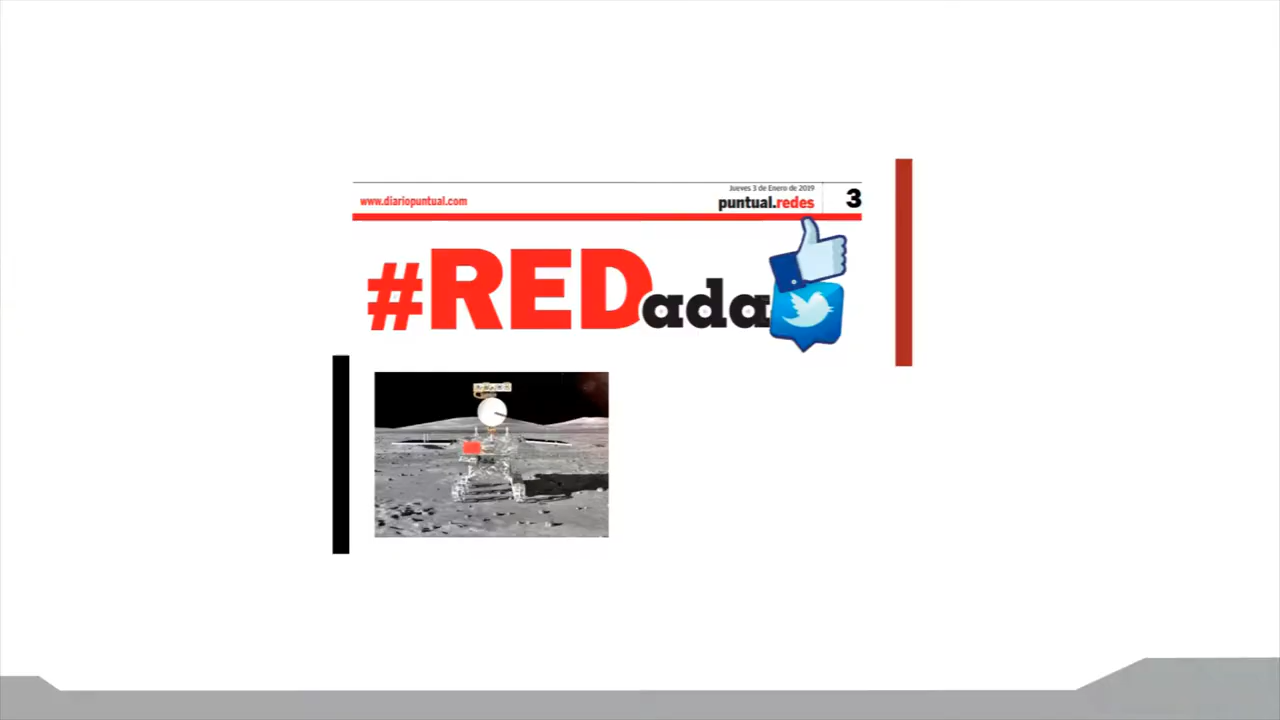 Jueves 3 de Enero de 2019
www.diariopuntual.com
puntual.redes
3
#REDada